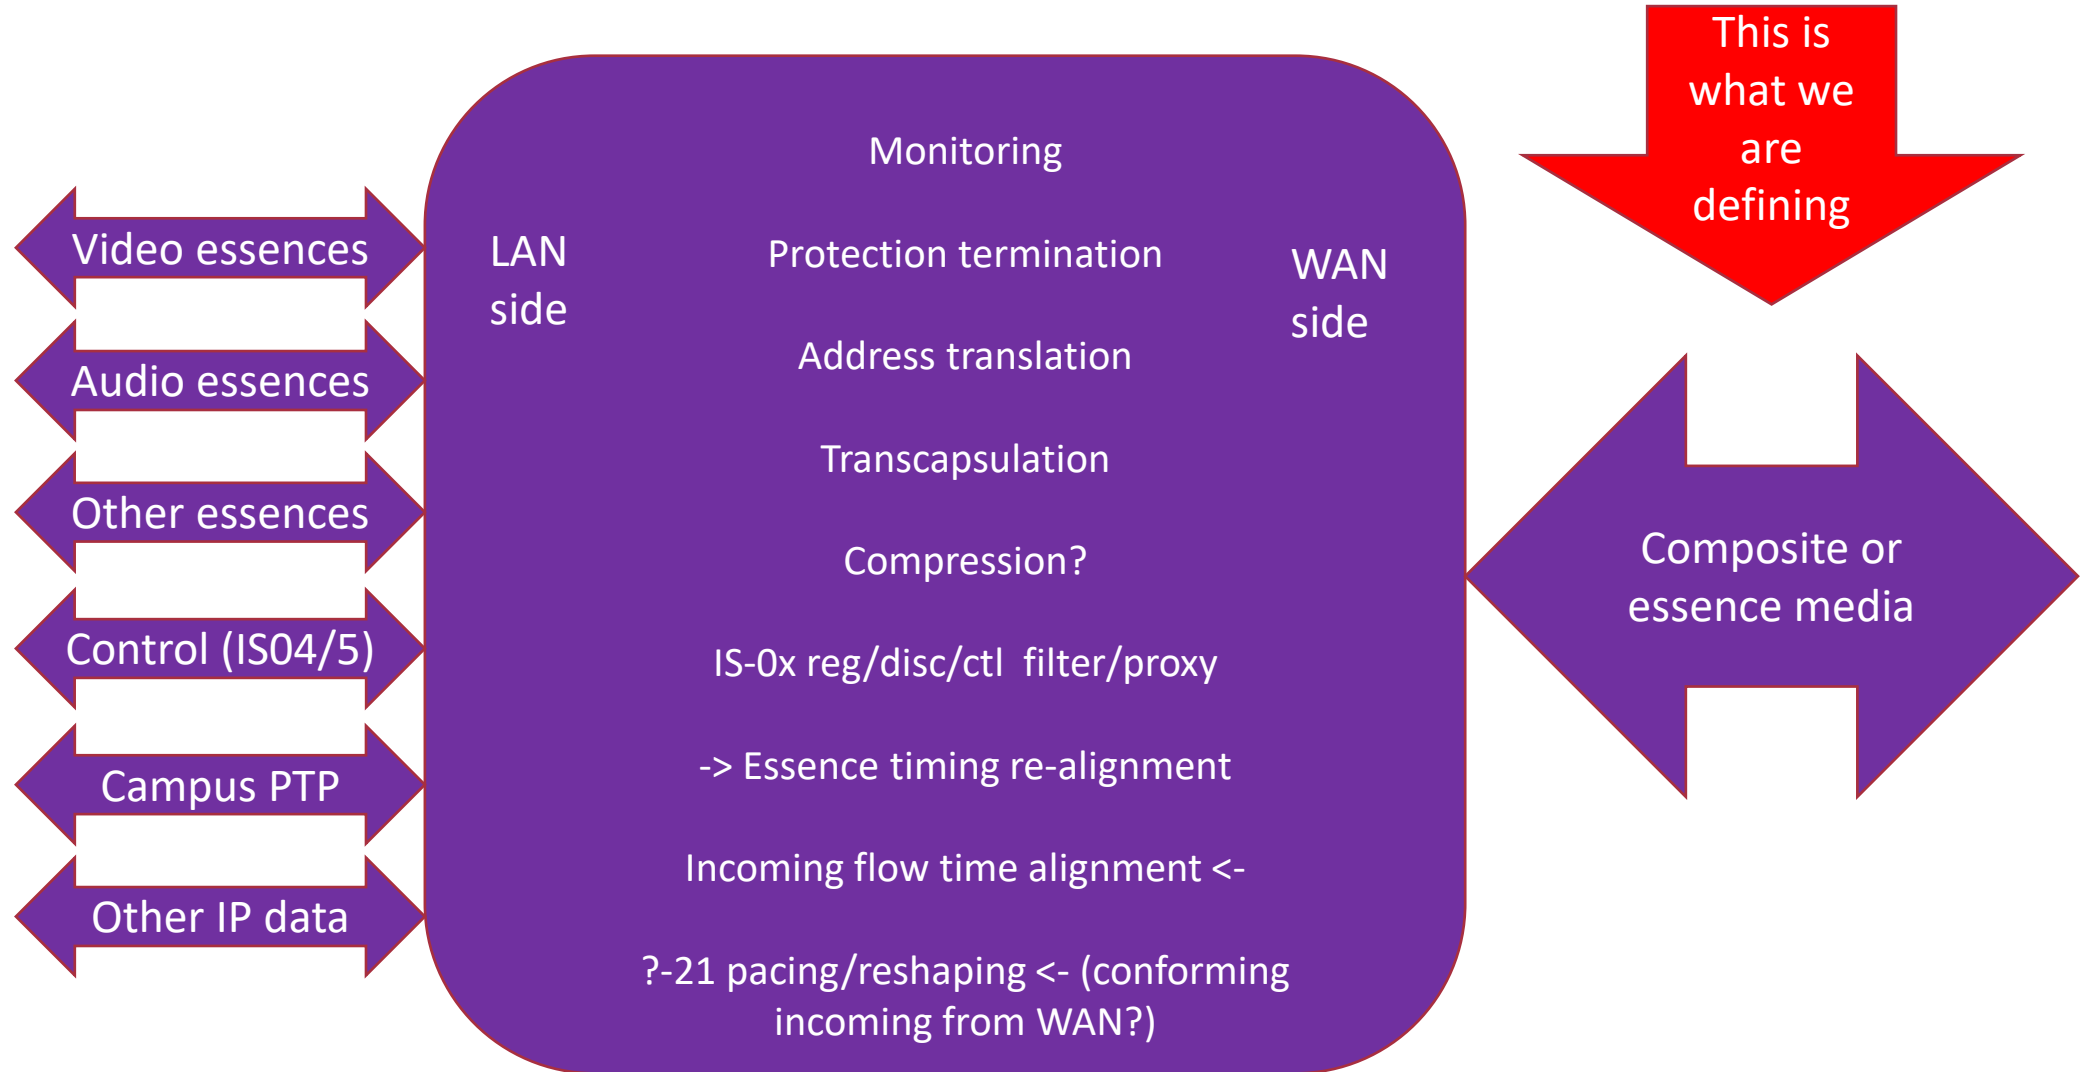 Video essences
Audio essences
Other essences
Control (IS04/5)
Campus PTP
Other IP data
LAN
side
Monitoring
Protection termination
Address translation
Transcapsulation
Compression?
IS-0x reg/disc/ctl  filter/proxy
-> Essence timing re-alignment
Incoming flow time alignment <-
?-21 pacing/reshaping <- (conforming
incoming from WAN?)
WAN
side
This is
what we
are
defining
Composite or
essence media